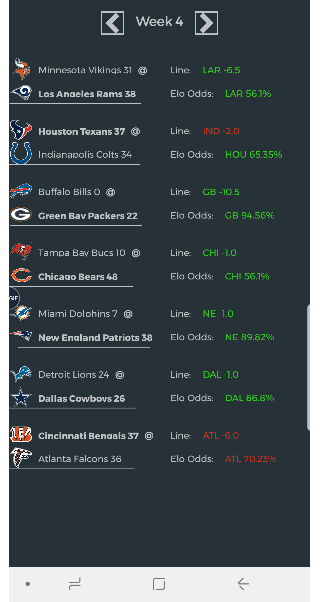 Week 4
Minnesota Vikings 31 @ Line: LAR -6.5
Los Angeles Rams 38 Elo Odds: LAR 56.1%
Houston Texans 37 @ Line: IND -2.0
Indianapolis Colts 34 Elo Odds: HOU 65.35%
Buffalo Bills 0 @ Line: GB -10.5
Green Bay Packers 22 Elo Odds: GB 94.56%
Tampa Bay Bucs 10 @ Line: CHI -1.0
Chicago Bears 48 Elo Odds: CHI 56.1%
GIF
Miami Dolphins 7 @ Line: NE -1.0
New England Patriots 38 Elo Odds: NE 89.82%
Detroit Lions 24 @ Line: DAL -1.0
Dallas Cowboys 26 Elo Odds: DAL 66.8%
Cincinnati Bengals 37 @ Line: ATL -6.0
Atlanta Falcons 36 Elo Odds: ATL 70.23%